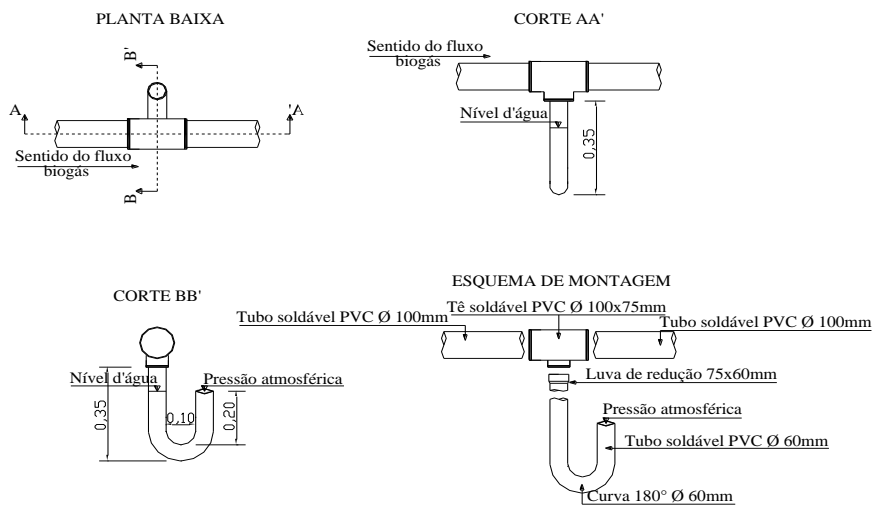 PLANTA BAIXA
B'
A
'A
Sentido do fluxo
biogás
B
CORTE AA'
Sentido do fluxo
biogás
Nível d'água
0,35
CORTE BB'
Nível d'água
Pressão atmosférica
0,35
0,10
0,20
ESQUEMA DE MONTAGEM
Tubo soldável PVC Ø 100mm
Tê soldável PVC Ø 100x75mm
Tubo soldável PVC Ø 100mm
Luva de redução 75x60mm
Pressão atmosférica
Tubo soldável PVC Ø 60mm
Curva 180° Ø 60mm